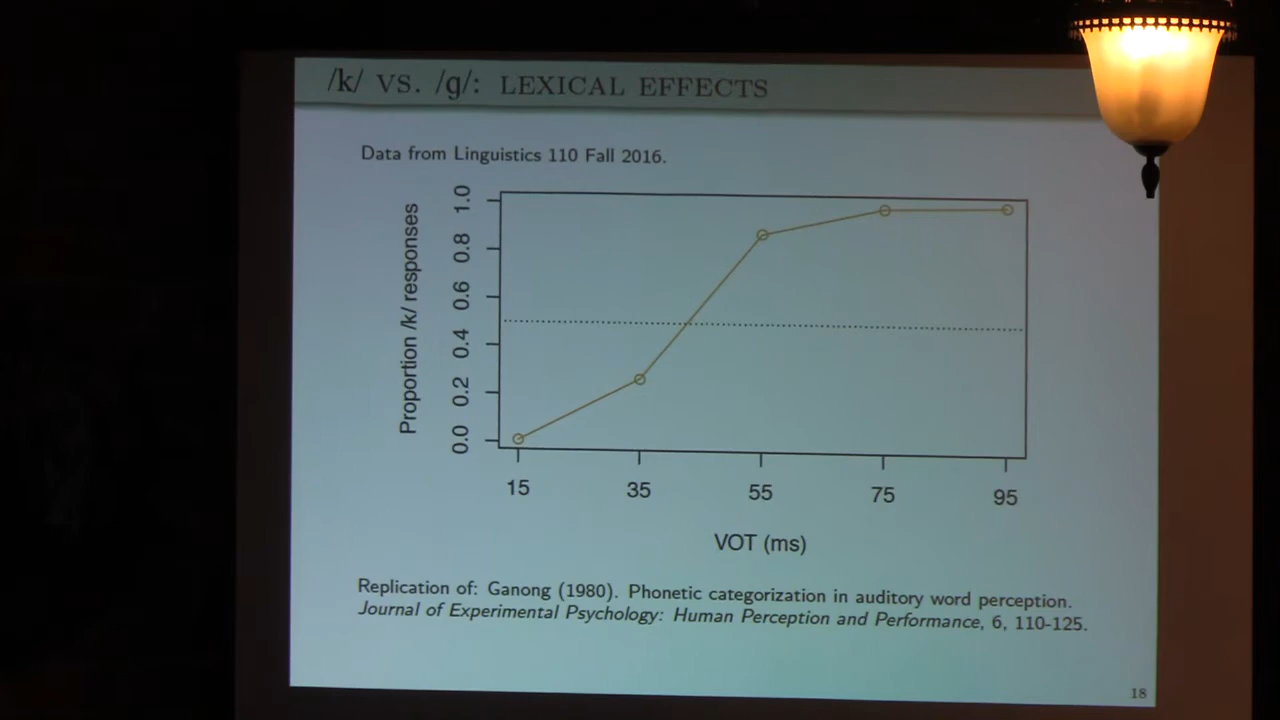 /k/ VS. /g/: LEXICAL EFFECTS
Data from Linguistics 110 Fall 2016.
Proportion /k/ responses
1.0
0.8
0.6
0.4
0.2
0.0
15 35 55 75 95
VOT (ms)
Replication of: Ganong (1980). Phonetic categorization in auditory word perception.
Journal of Experimental Psychology: Human Perception and Performance, 6, 110-125.
18